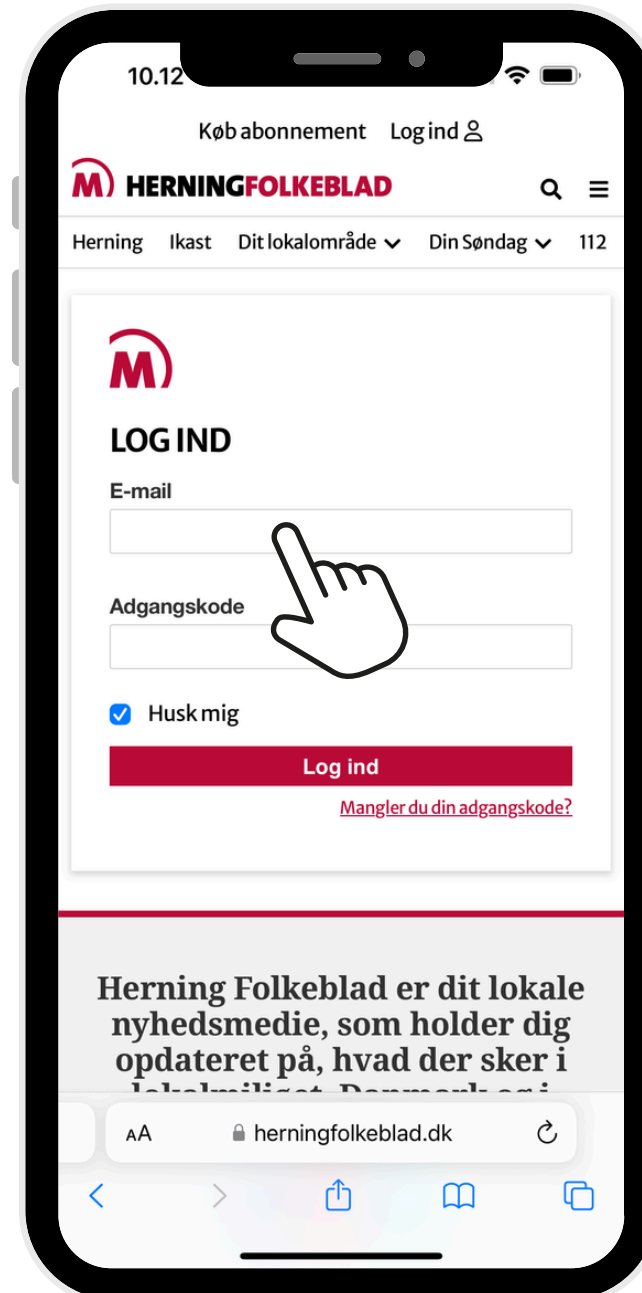 10.12
Køb abonnement Log ind
M HERNINGFOLKEBLAD
Herning Ikast Dit lokalområde Din Søndag 112
M
LOG IND
E-mail
Adgangskode
Husk mig
Log ind
Mangler du din adgangskode?
Herning Folkeblad er dit lokale
nyhedsmedie, som holder dig
opdateret på, hvad der sker i
AA herningfolkeblad.dk